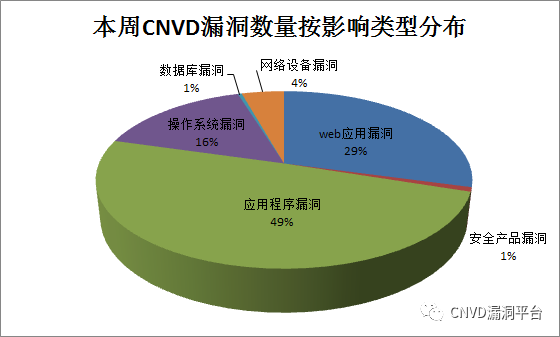 本周CNVD漏洞数量按影响类型分布
数据库漏洞
1%
网络设备漏洞
4%
操作系统漏洞
16%
web应用漏洞
29%
应用程序漏洞
49%
安全产品漏洞
1%
CNVD漏洞平台